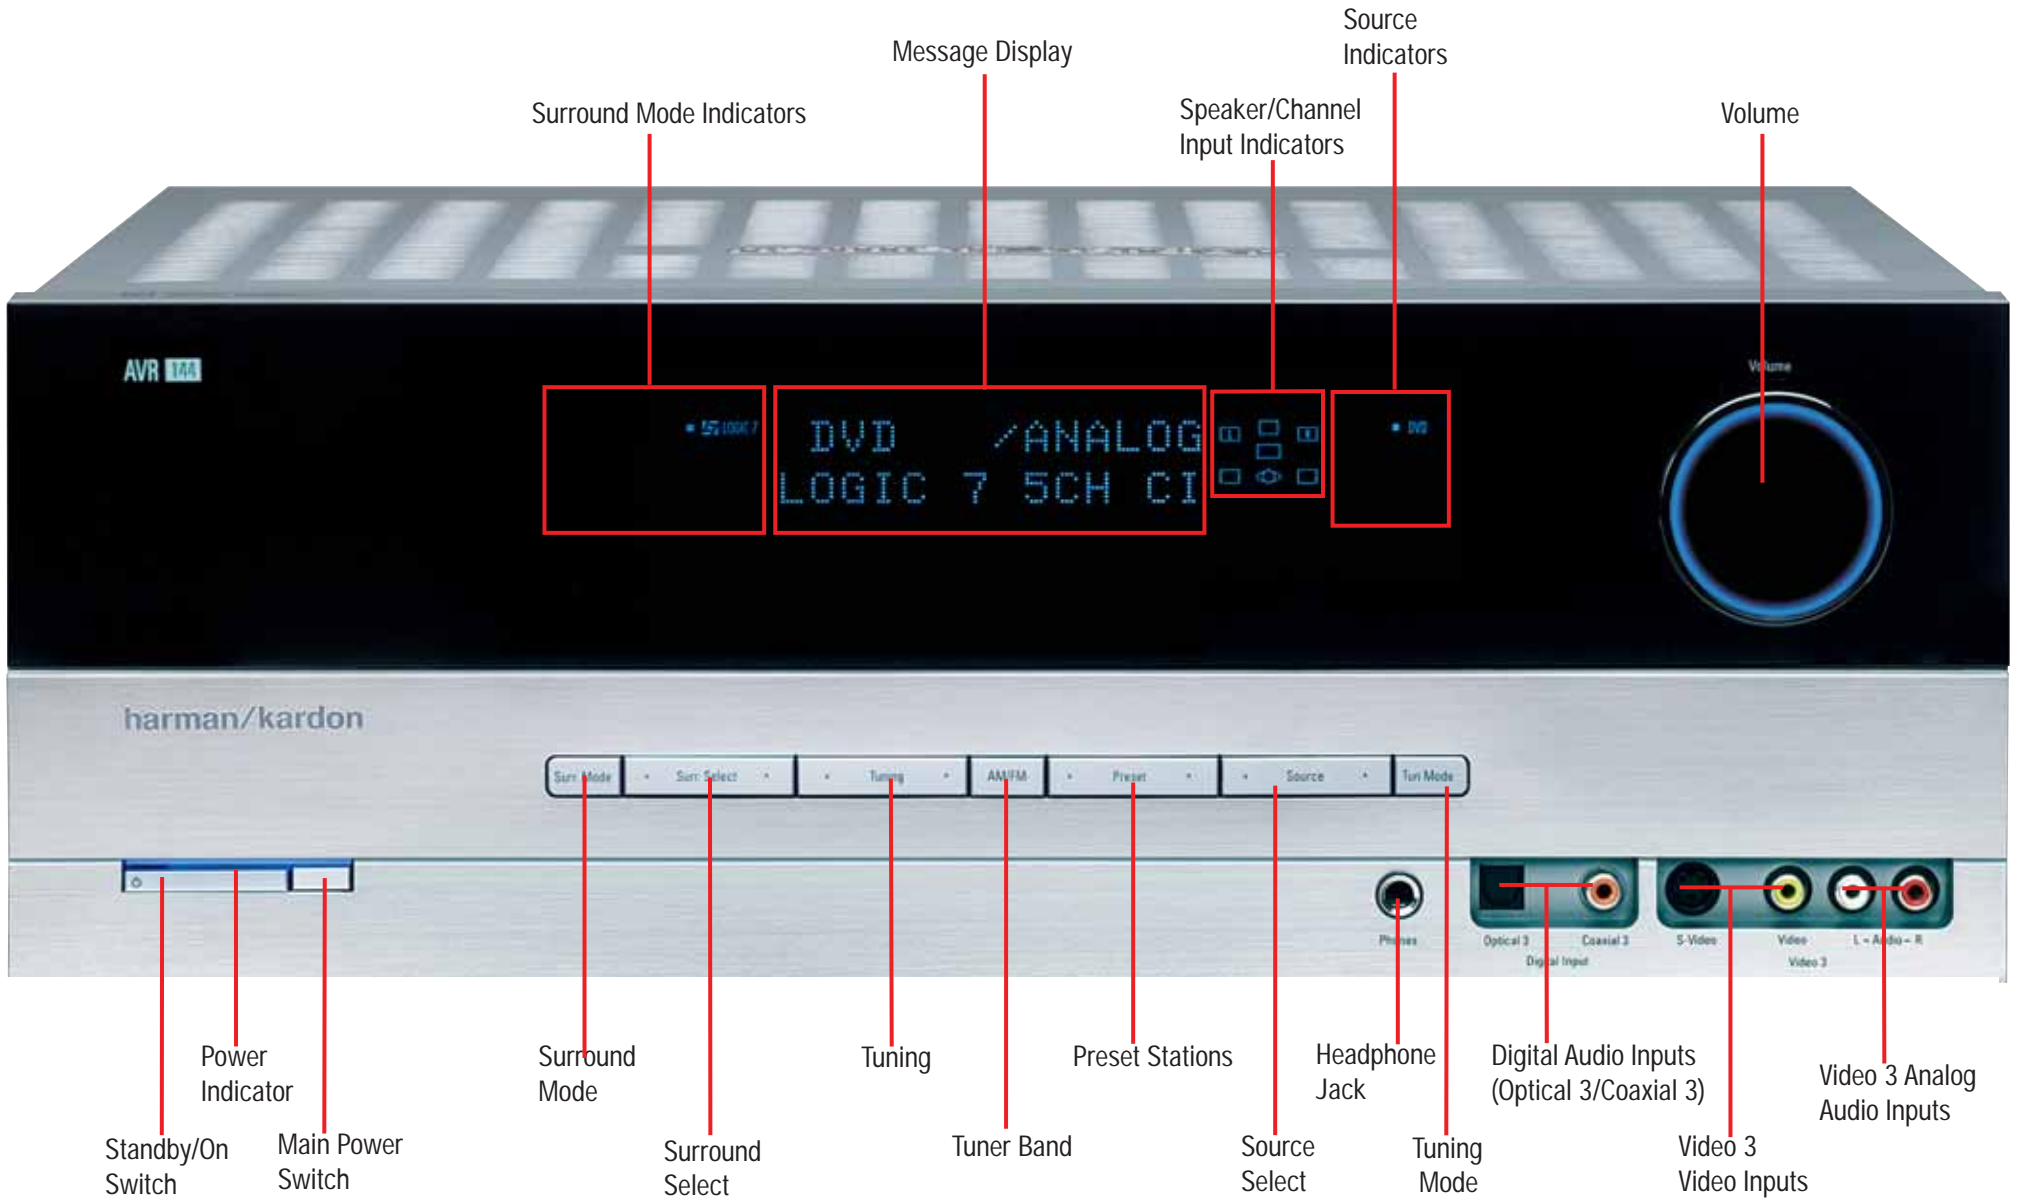 Source
Indicators
Message Display
Surround Mode Indicators
Speaker/Channel
Input Indicators
Volume
AVR 144
Volume
LOGIC 7
DVD /ANALOG
LOGIC 7 5CH CI
L
R
DVD
harman/kardon
Surr. Mode
Surr. Select
Tuning
AM/FM
Preset
Source
Tun Mode
Phones
Optical 3
Coaxial 3
Digital Input
S-Video
Video
L - Audio - R
Video 3
Power
Indicator
Surround
Mode
Tuning
Preset Stations
Headphone
Jack
Digital Audio Inputs
(Optical 3/Coaxial 3)
Video 3 Analog
Audio Inputs
Standby/On
Switch
Main Power
Switch
Surround
Select
Tuner Band
Source
Select
Tuning
Mode
Video 3
Video Inputs